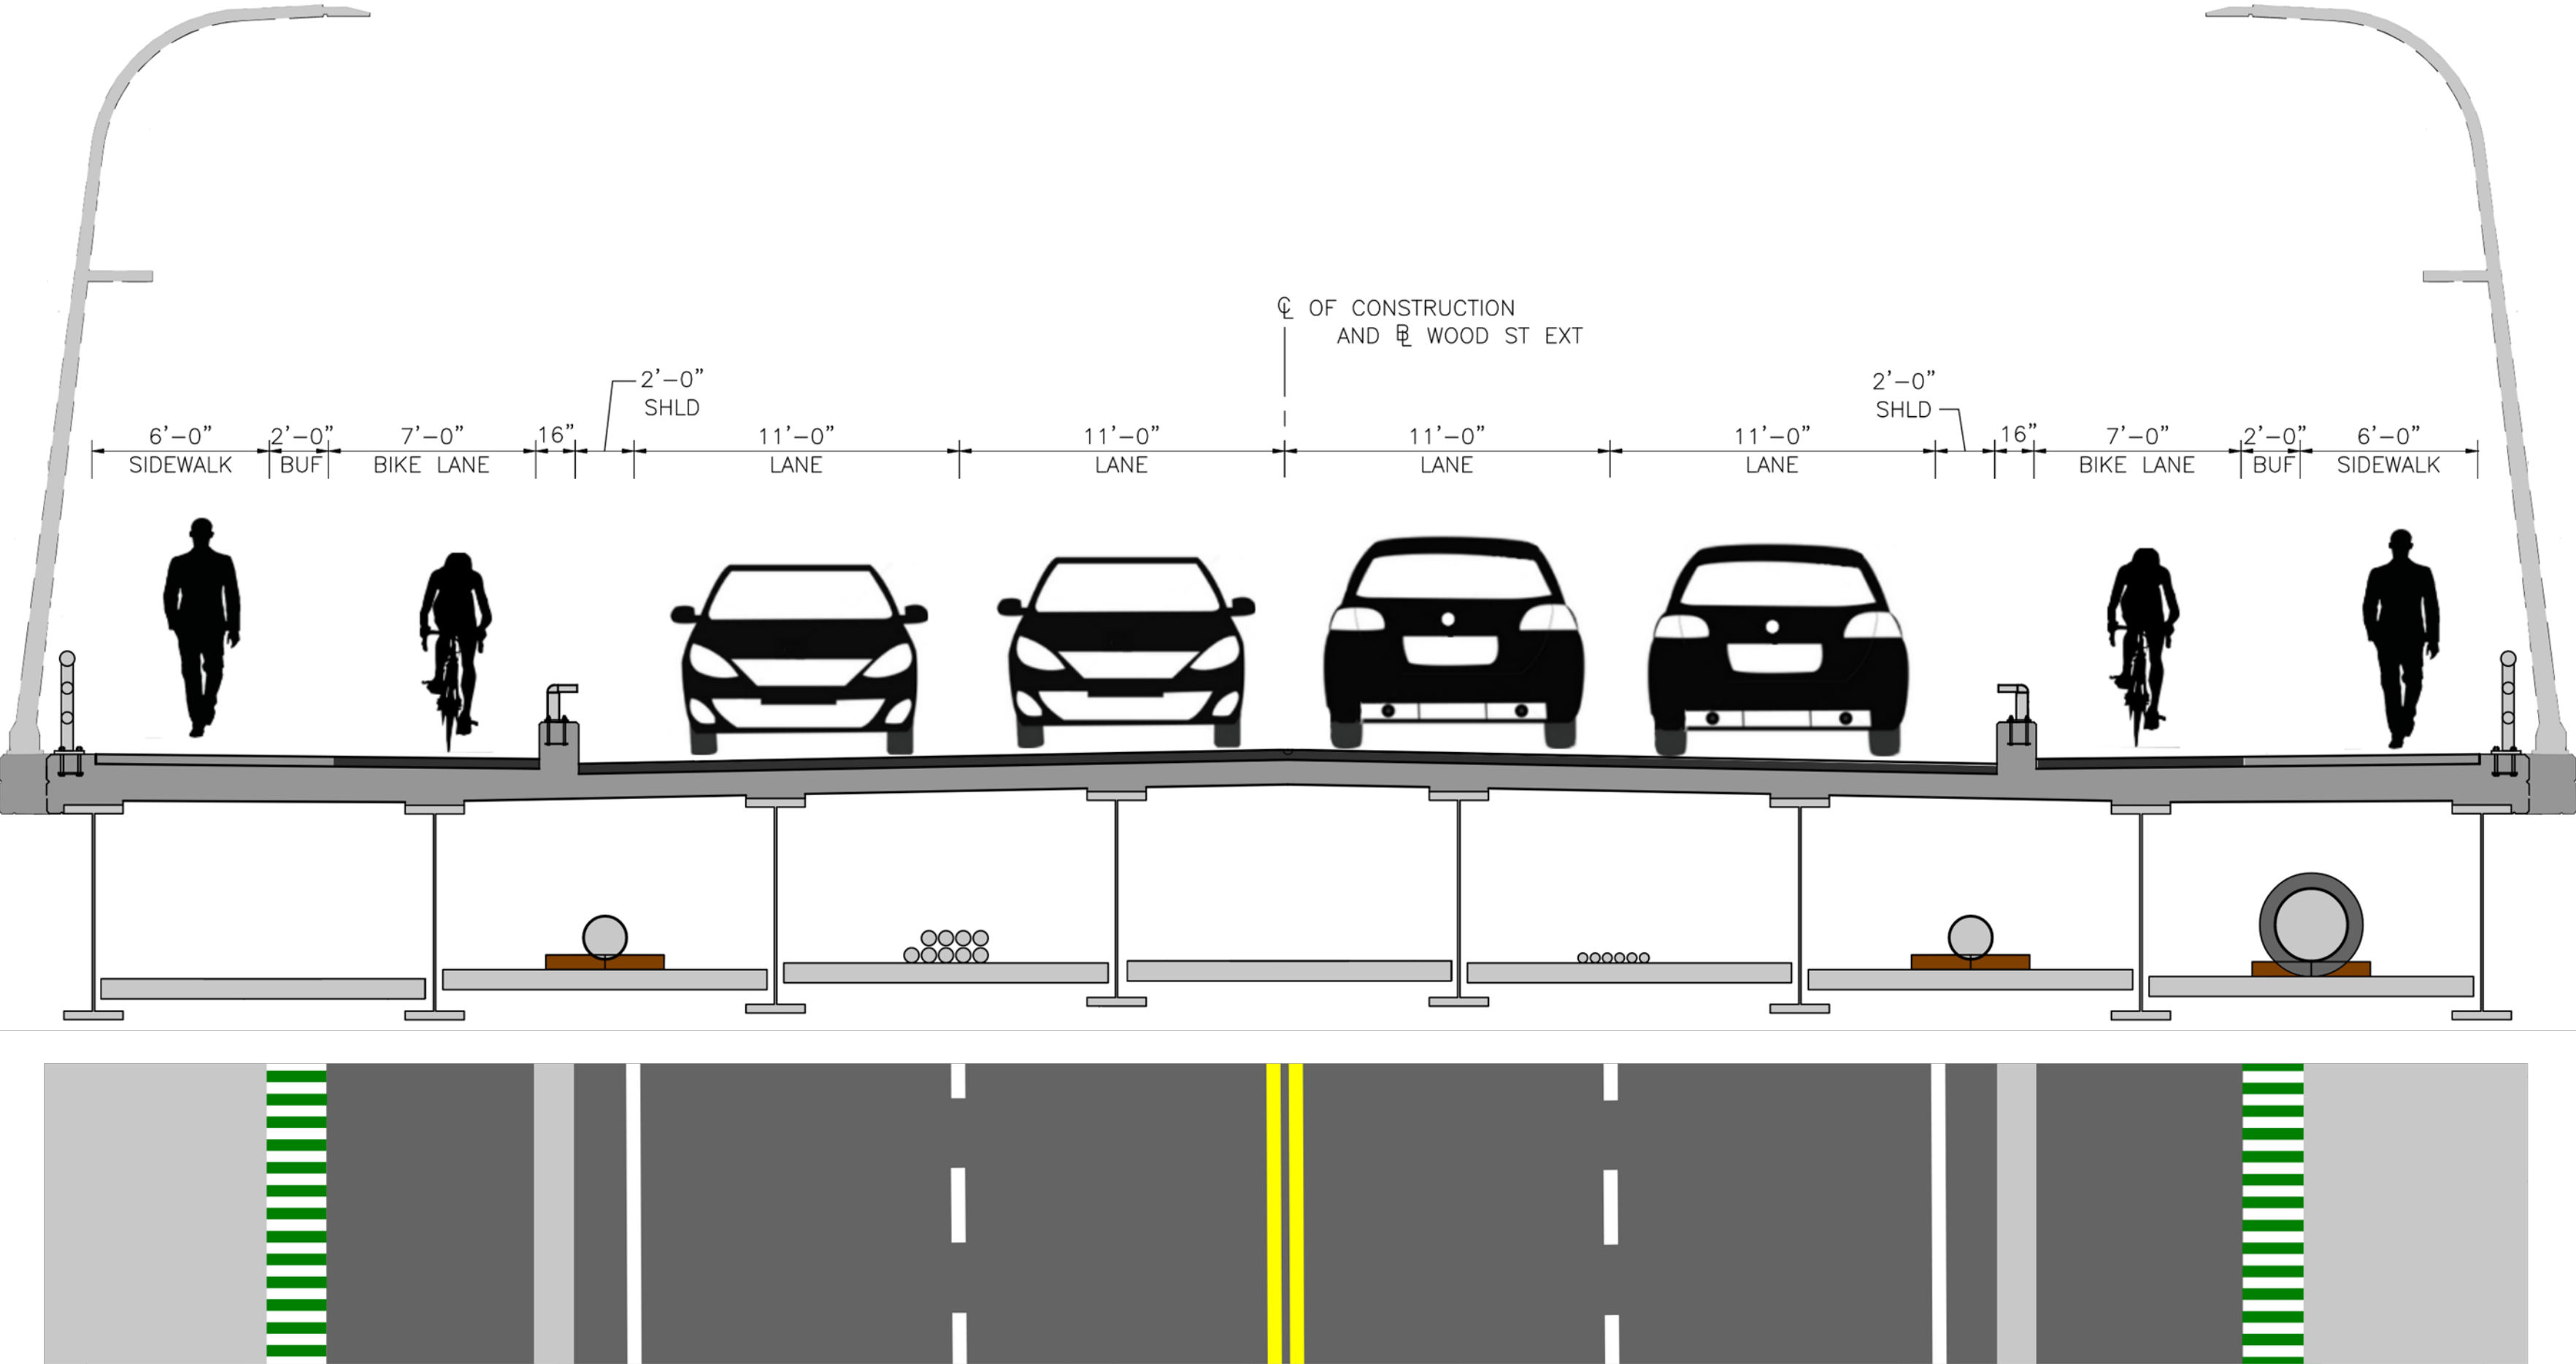 ℄ OF CONSTRUCTION
AND BL WOOD ST EXT
2'-0"
SHLD
2'-0"
SHLD
6'-0" 2'-0" 7'-0" 16" 11'-0" 11'-0" 11'-0" 11'-0" 16" 7'-0" 2'-0" 6'-0"
SIDEWALK BUF BIKE LANE LANE LANE LANE LANE BIKE LANE BUF SIDEWALK